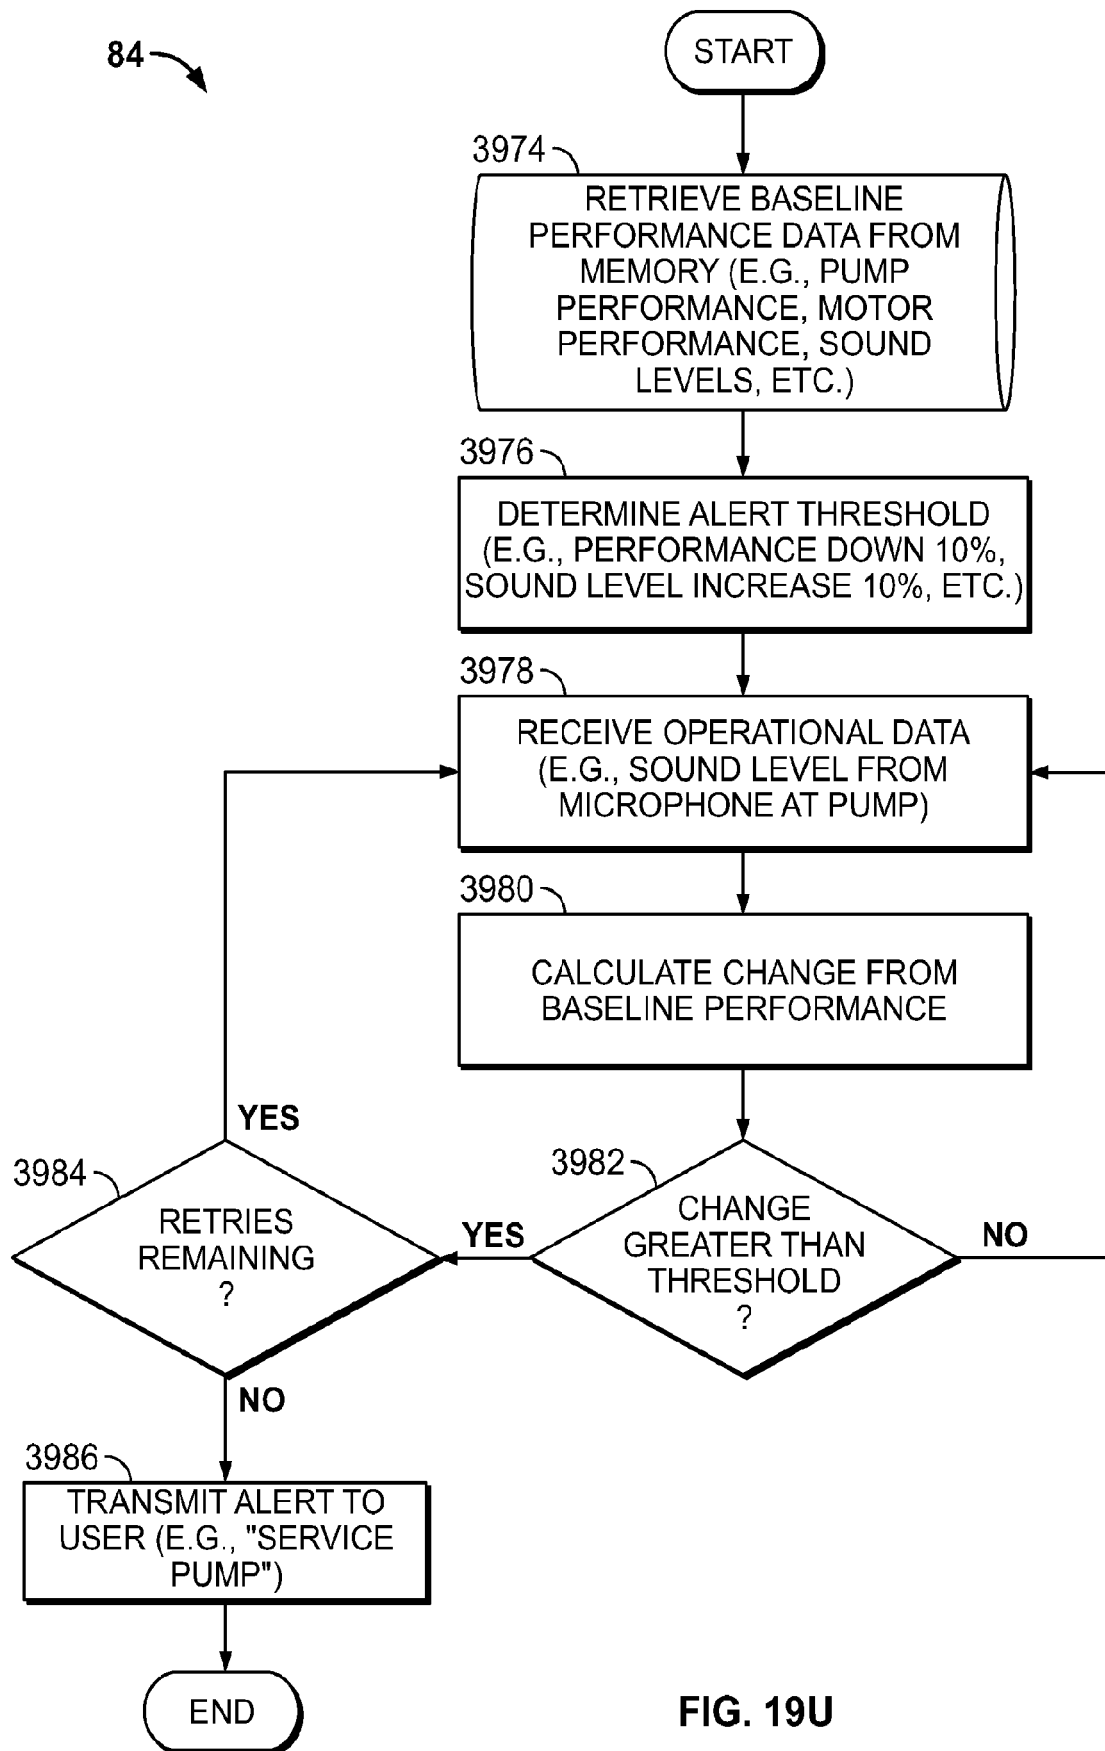 84
START
3974
RETRIEVE BASELINE
PERFORMANCE DATA FROM
MEMORY (E.G., PUMP
PERFORMANCE, MOTOR
PERFORMANCE, SOUND
LEVELS, ETC.)
3976
DETERMINE ALERT THRESHOLD
(E.G., PERFORMANCE DOWN 10%,
SOUND LEVEL INCREASE 10%, ETC.)
3978
RECEIVE OPERATIONAL DATA
(E.G., SOUND LEVEL FROM
MICROPHONE AT PUMP)
3980
CALCULATE CHANGE FROM
BASELINE PERFORMANCE
3982
CHANGE
GREATER THAN
THRESHOLD
?
NO
YES
3984
RETRIES
REMAINING
?
YES
NO
3986
TRANSMIT ALERT TO
USER (E.G., "SERVICE
PUMP")
END
FIG. 19U